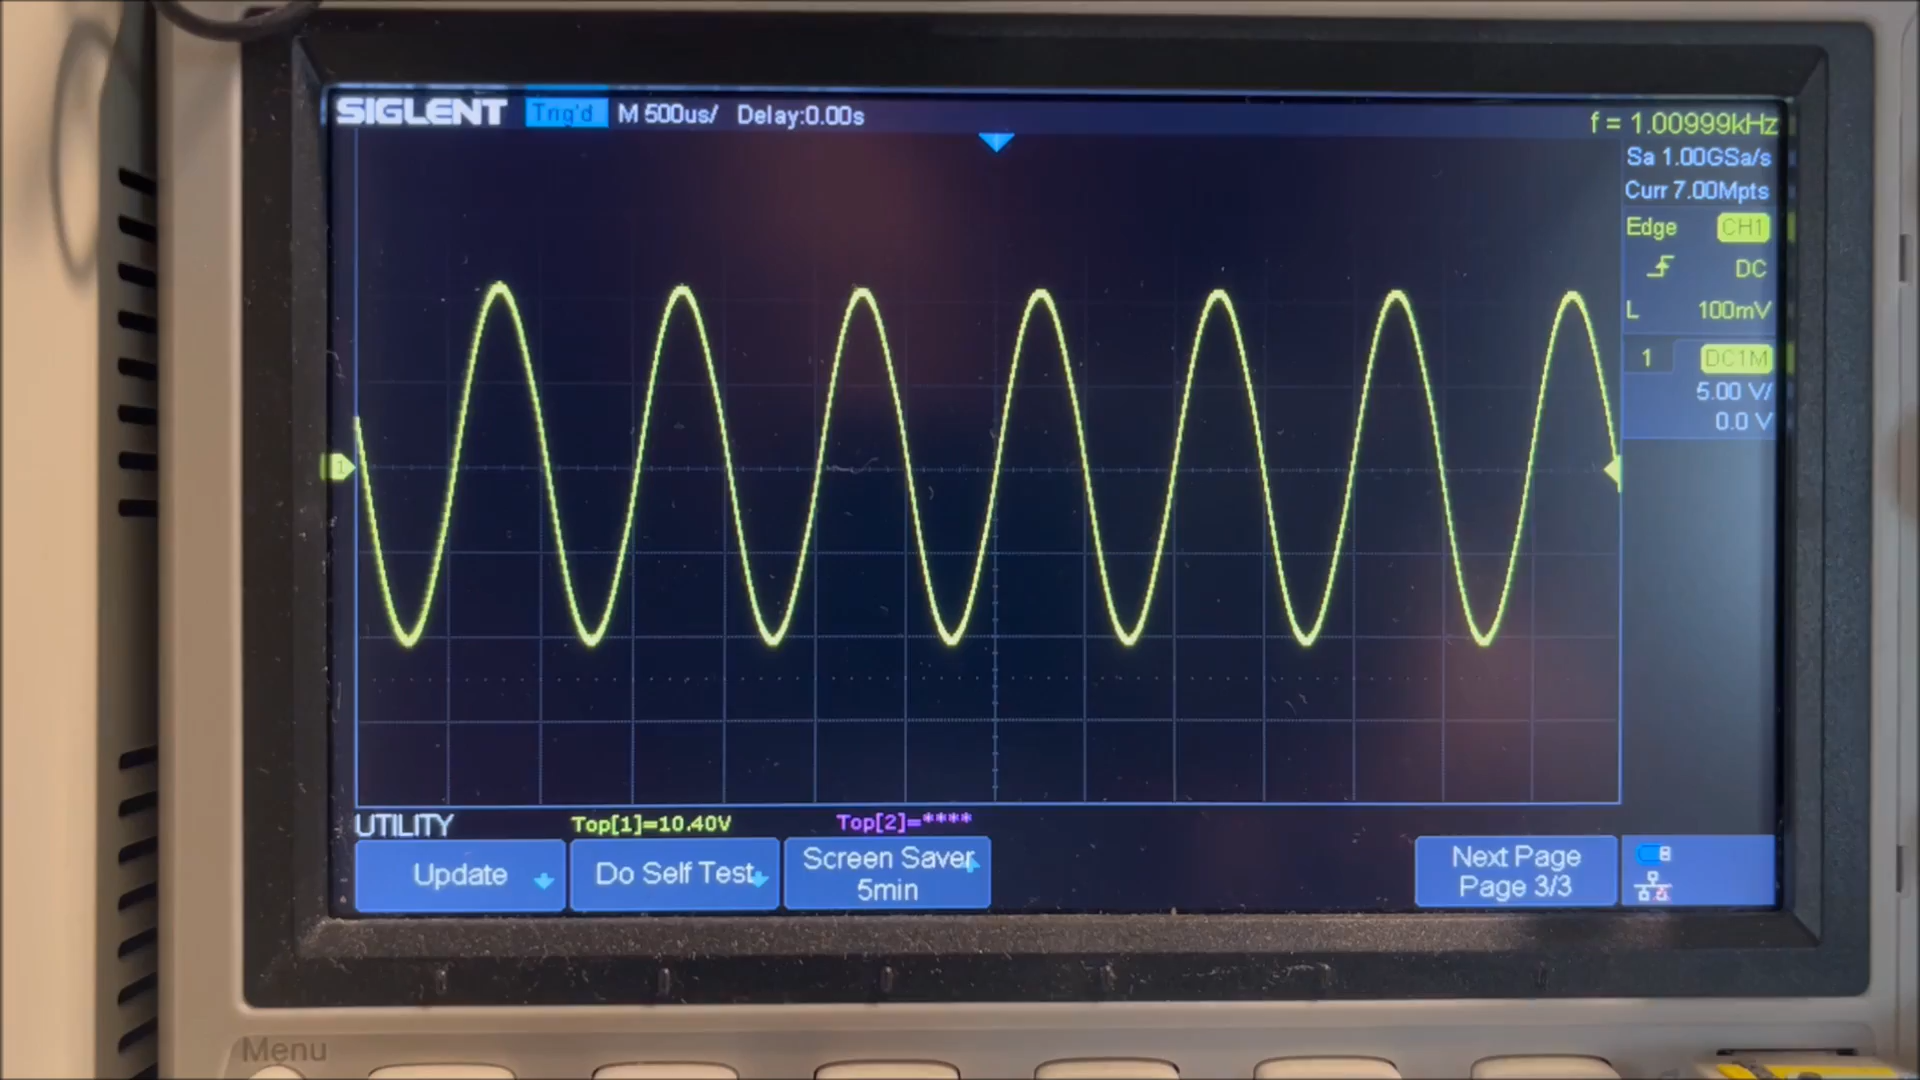 SIGLENT Trig'd M 500us/ Delay:0.00s
f = 1.00999kHz
Sa 1.00GSa/s
Curr 7.00Mpts
Edge CH1
DC
L 100mV
1 DC1M
5.00 V/
0.0 V
1
UTILITY Top[1]=10.40V Top[2]=****
Update Do Self Test Screen Saver
5min
Next Page
Page 3/3
Menu